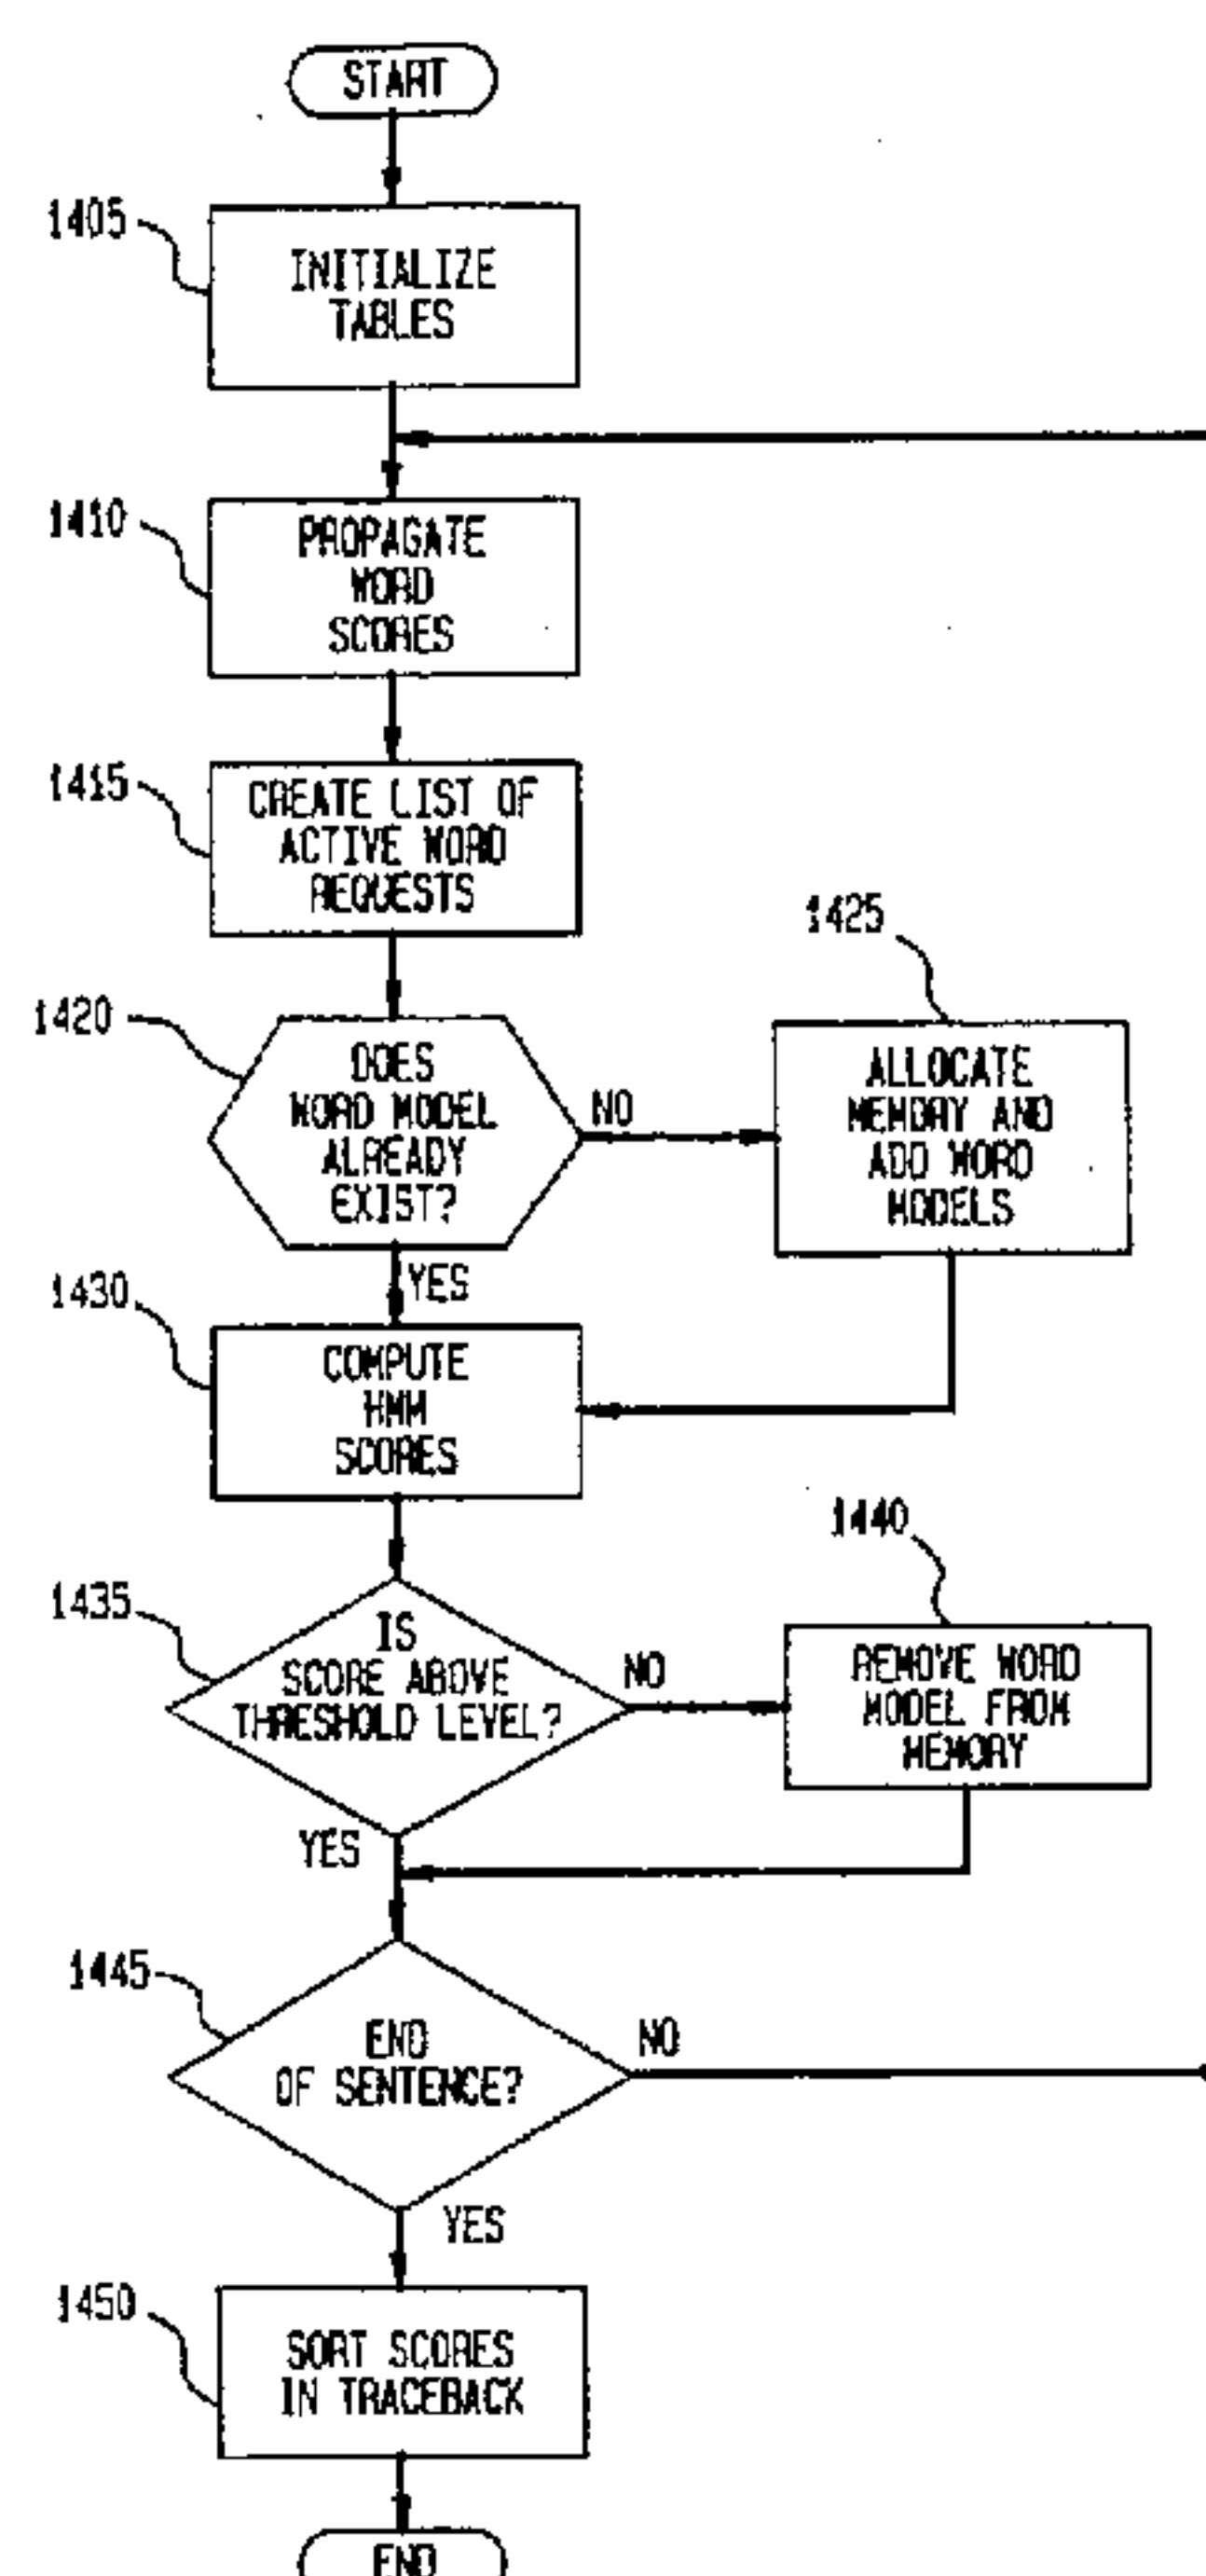 START
1405
INITIALIZE
TABLES
1410
PROPAGATE
WORD
SCORES
1415
CREATE LIST OF
ACTIVE WORD
REQUESTS
1420
DOES
WORD MODEL
ALREADY
EXIST?
NO
1425
ALLOCATE
MEMORY AND
ADD WORD
MODELS
YES
1430
COMPUTE
HMM
SCORES
1435
IS
SCORE ABOVE
THRESHOLD LEVEL?
NO
1440
REMOVE WORD
MODEL FROM
MEMORY
YES
1445
END
OF SENTENCE?
NO
YES
1450
SORT SCORES
IN TRACEBACK
END